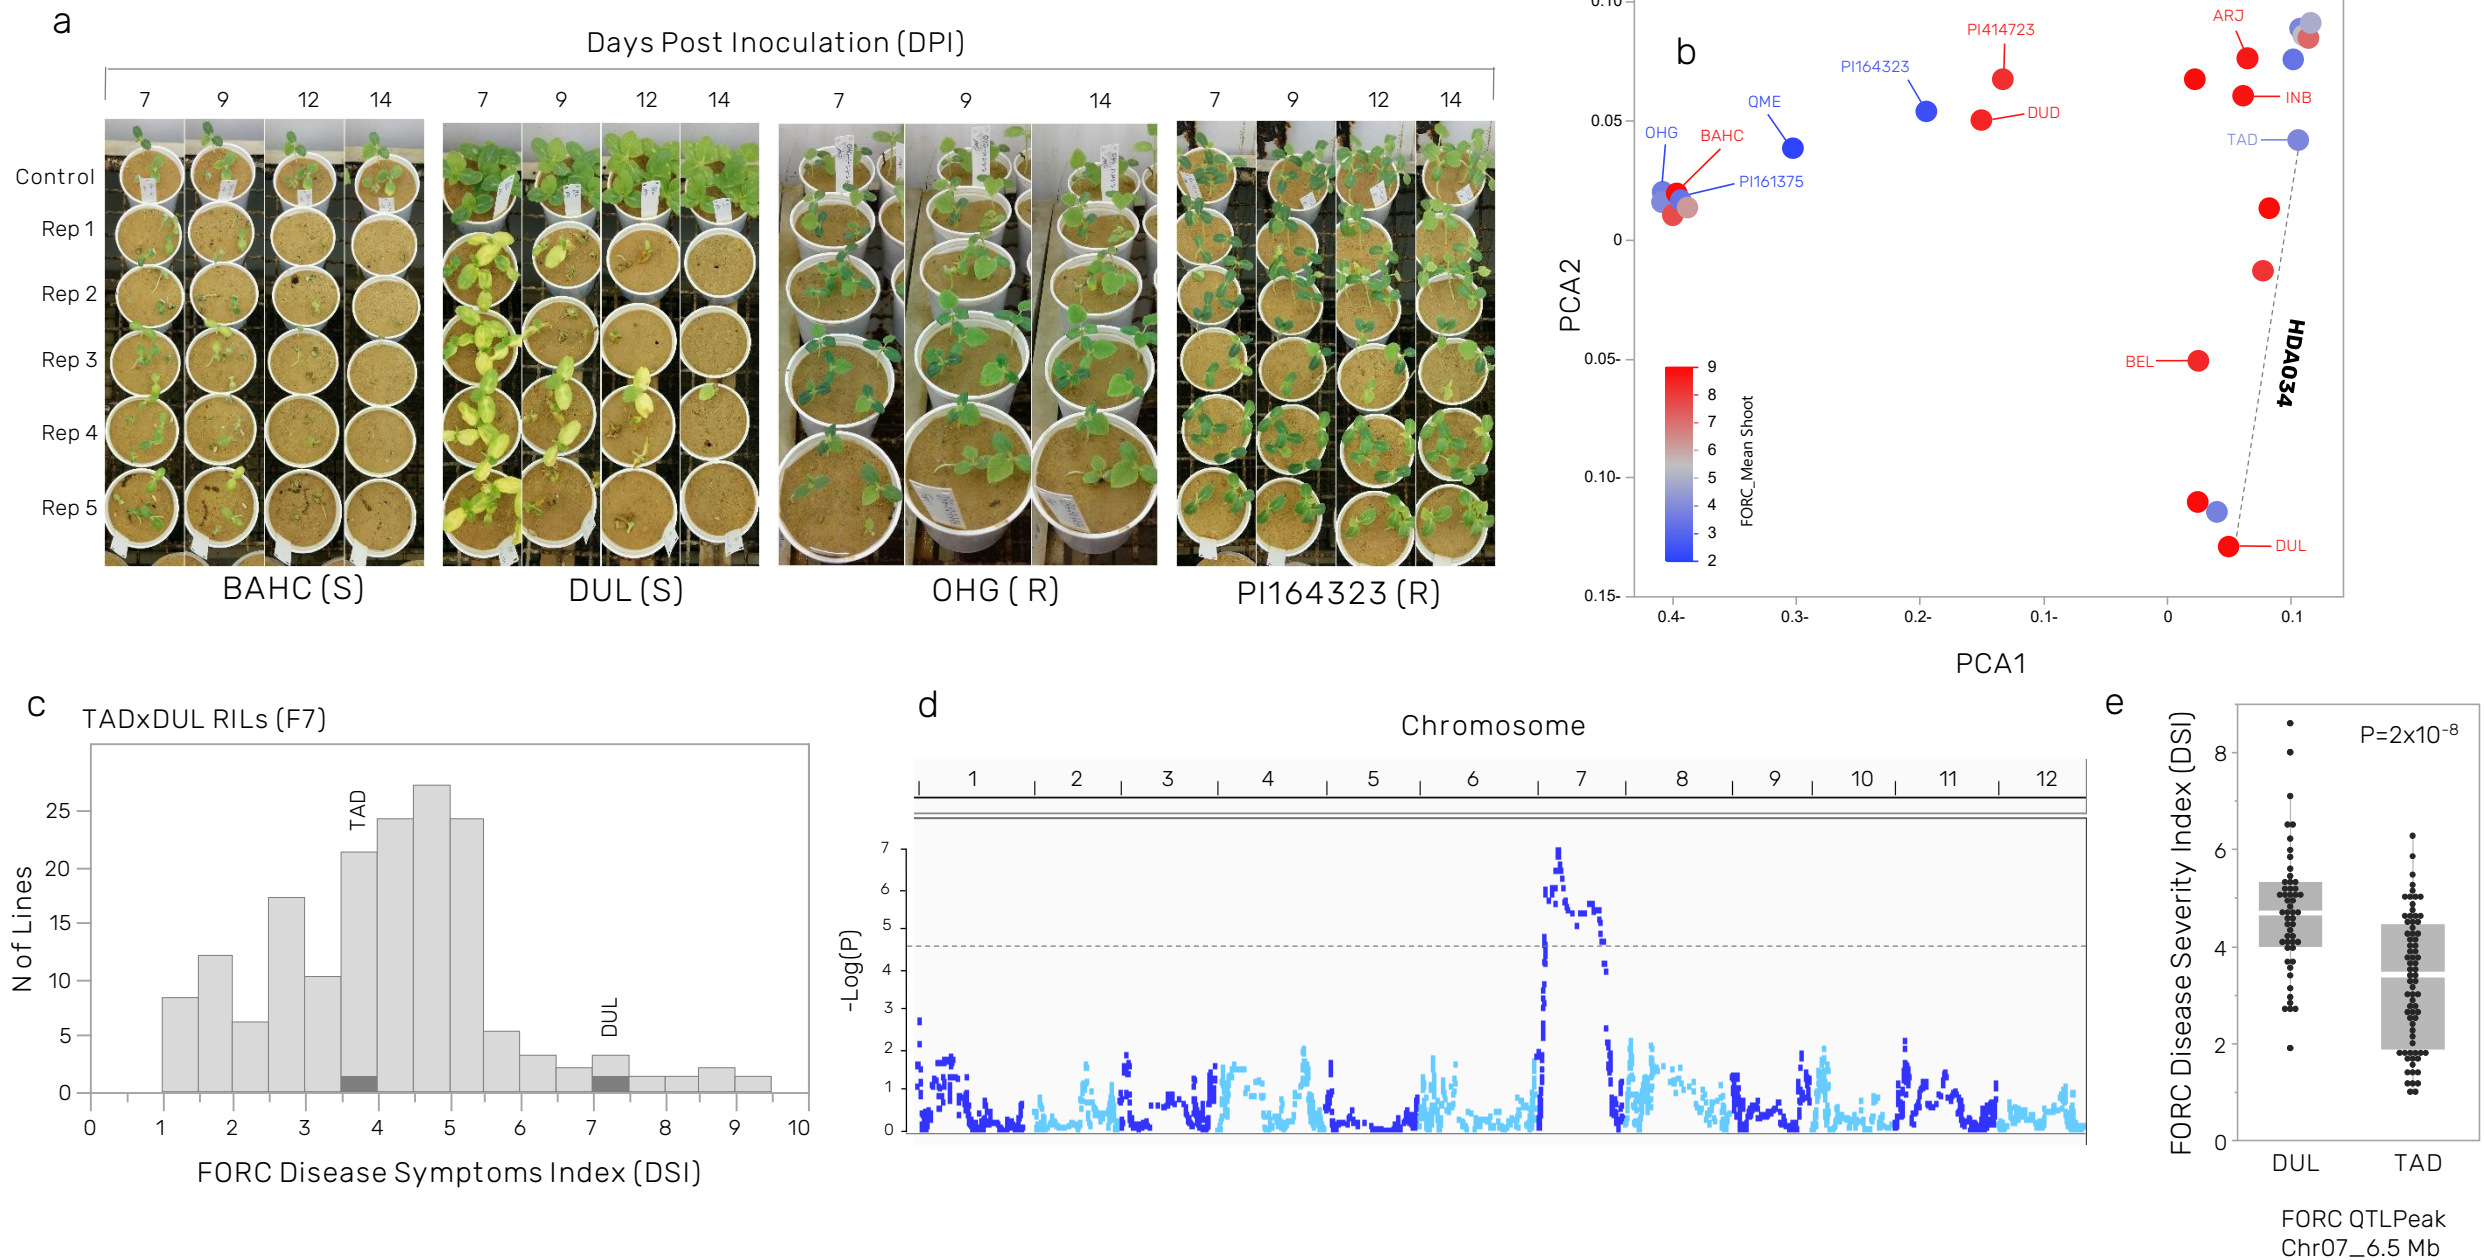 a
Days Post Inoculation (DPI)
7 9 12 14 7 9 12 14 7 9 14 7 9 12 14
Control
Rep 1
Rep 2
Rep 3
Rep 4
Rep 5
BAHC (S) DUL (S) OHG ( R) PI164323 (R)
b
0.10
0.05
0
0.05-
0.10-
0.15-
PCA2
0.4- 0.3- 0.2- 0.1- 0 0.1
PCA1
OHG
BAHC
PI161375
QME
PI164323
PI414723
DUD
ARJ
INB
TAD
BEL
DUL
HDA034
9
8
7
6
5
4
3
2
FORC_Mean Shoot
c
TADxDUL RILs (F7)
N of Lines
25
20
15
10
5
0
TAD
DUL
0 1 2 3 4 5 6 7 8 9 10
FORC Disease Symptoms Index (DSI)
d
Chromosome
1 2 3 4 5 6 7 8 9 10 11 12
-Log(P)
7
6
5
4
3
2
1
0
e
FORC Disease Severity Index (DSI)
P=2x10-8
8
6
4
2
0
DUL TAD
FORC QTLPeak
Chr07_6.5 Mb